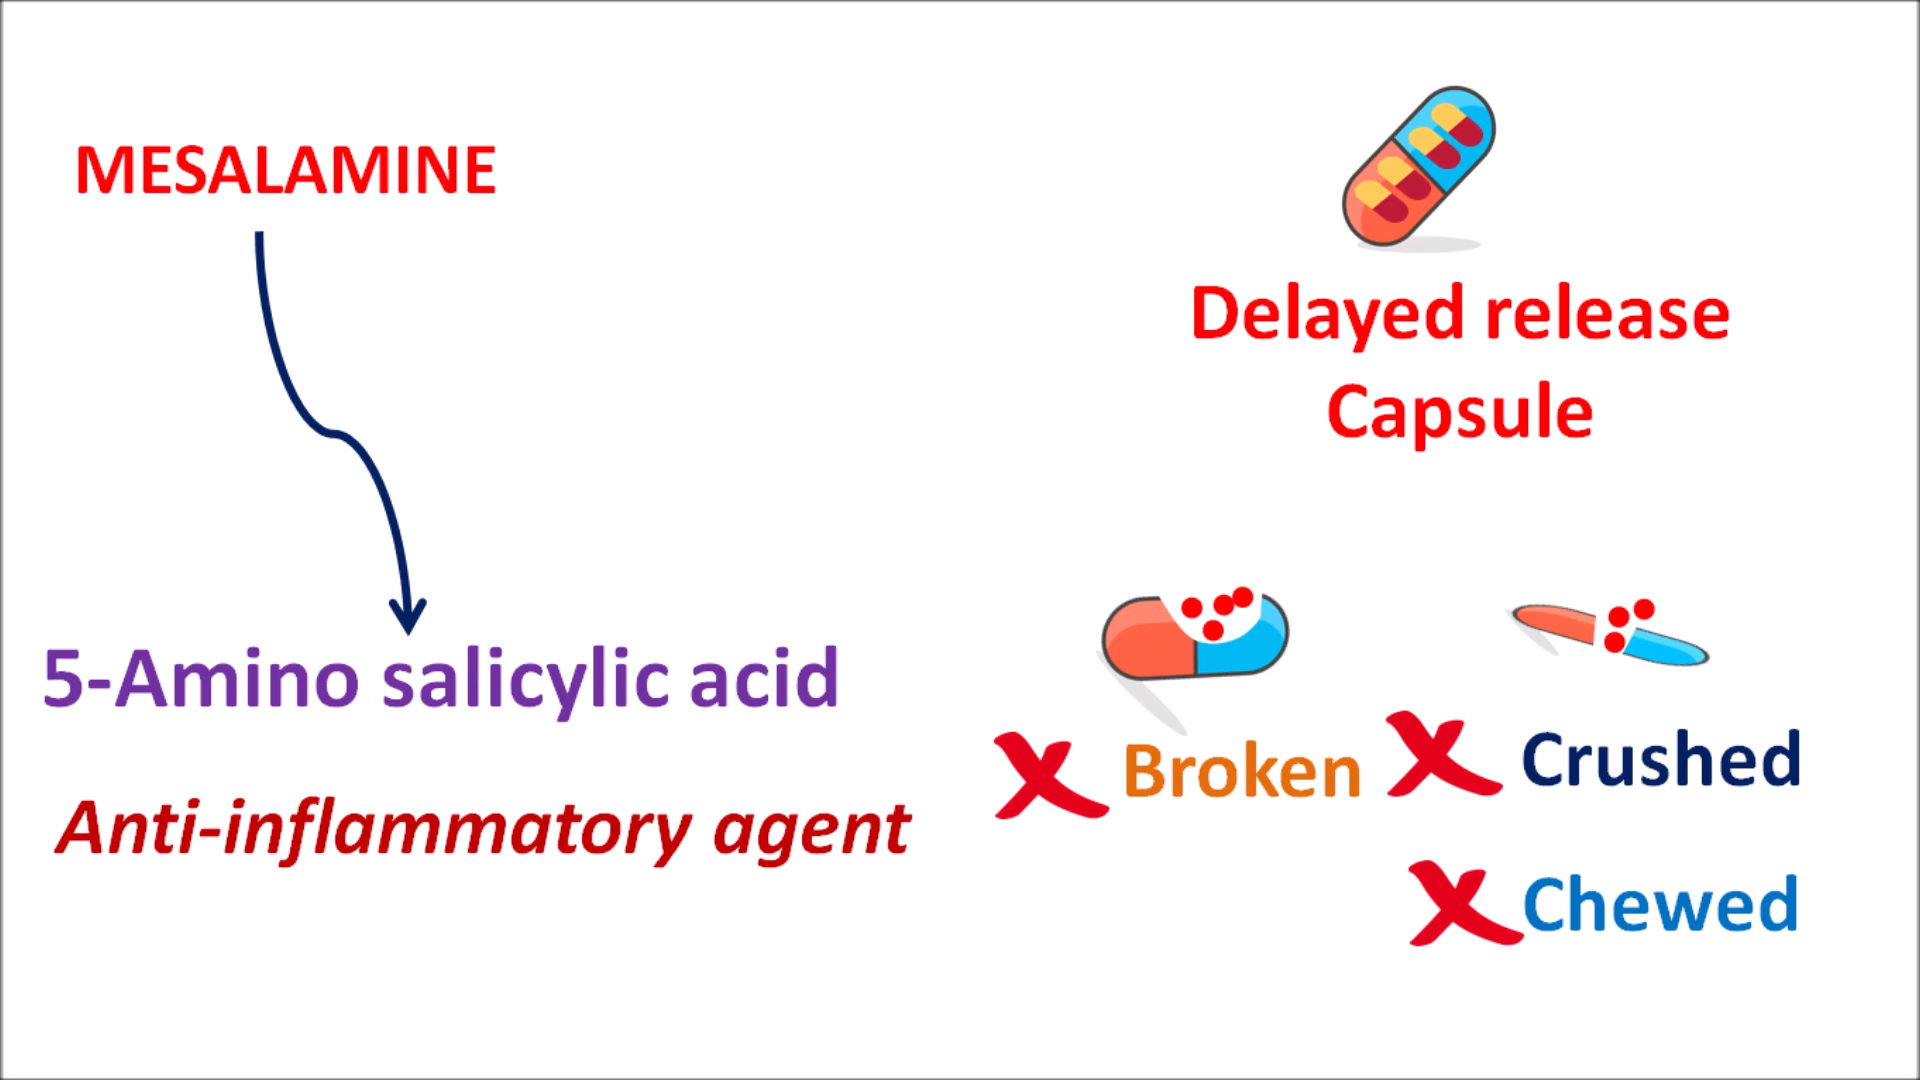 MESALAMINE
5-Amino salicylic acid
Anti-inflammatory agent
Delayed release
Capsule
Broken
Crushed
Chewed